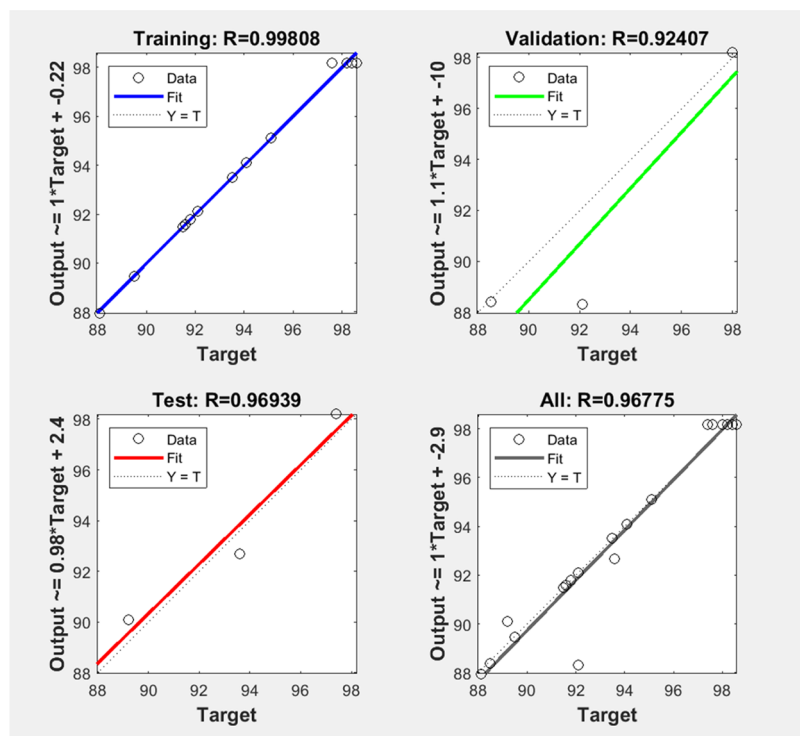 Training: R=0.99808
Output ~= 1*Target + -0.22
98
96
94
92
90
88
Data
Fit
Y = T
88
90
92
94
96
98
Target
Validation: R=0.92407
Output ~= 1.1*Target + -10
98
96
94
92
90
88
Data
Fit
Y = T
88
90
92
94
96
98
Target
Test: R=0.96939
Output ~= 0.98*Target + 2.4
98
96
94
92
90
88
Data
Fit
Y = T
88
90
92
94
96
98
Target
All: R=0.96775
Output ~= 1*Target + -2.9
98
96
94
92
90
88
Data
Fit
Y = T
88
90
92
94
96
98
Target